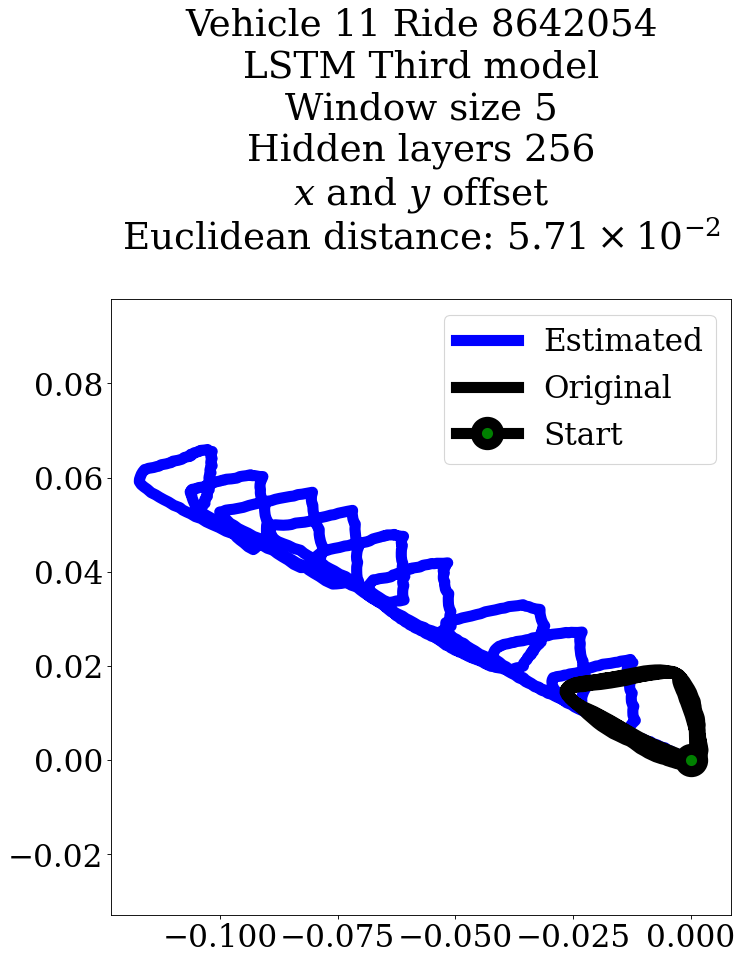 Vehicle 11 Ride 8642054
LSTM Third model
Window size 5
Hidden layers 256
x and y offset
Euclidean distance: 5.71 × 10⁻²
Estimated
Original
Start
0.08
0.06
0.04
0.02
0.00
−0.02
−0.100 −0.075 −0.050 −0.025 0.000